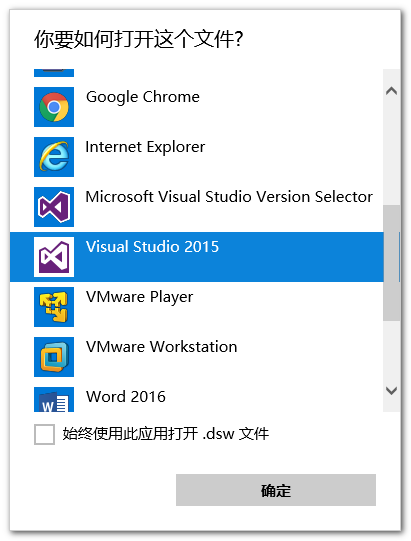 你要如何打开这个文件?
Google Chrome
Internet Explorer
Microsoft Visual Studio Version Selector
Visual Studio 2015
VMware Player
VMware Workstation
Word 2016
始终使用此应用打开 .dsw 文件
确定